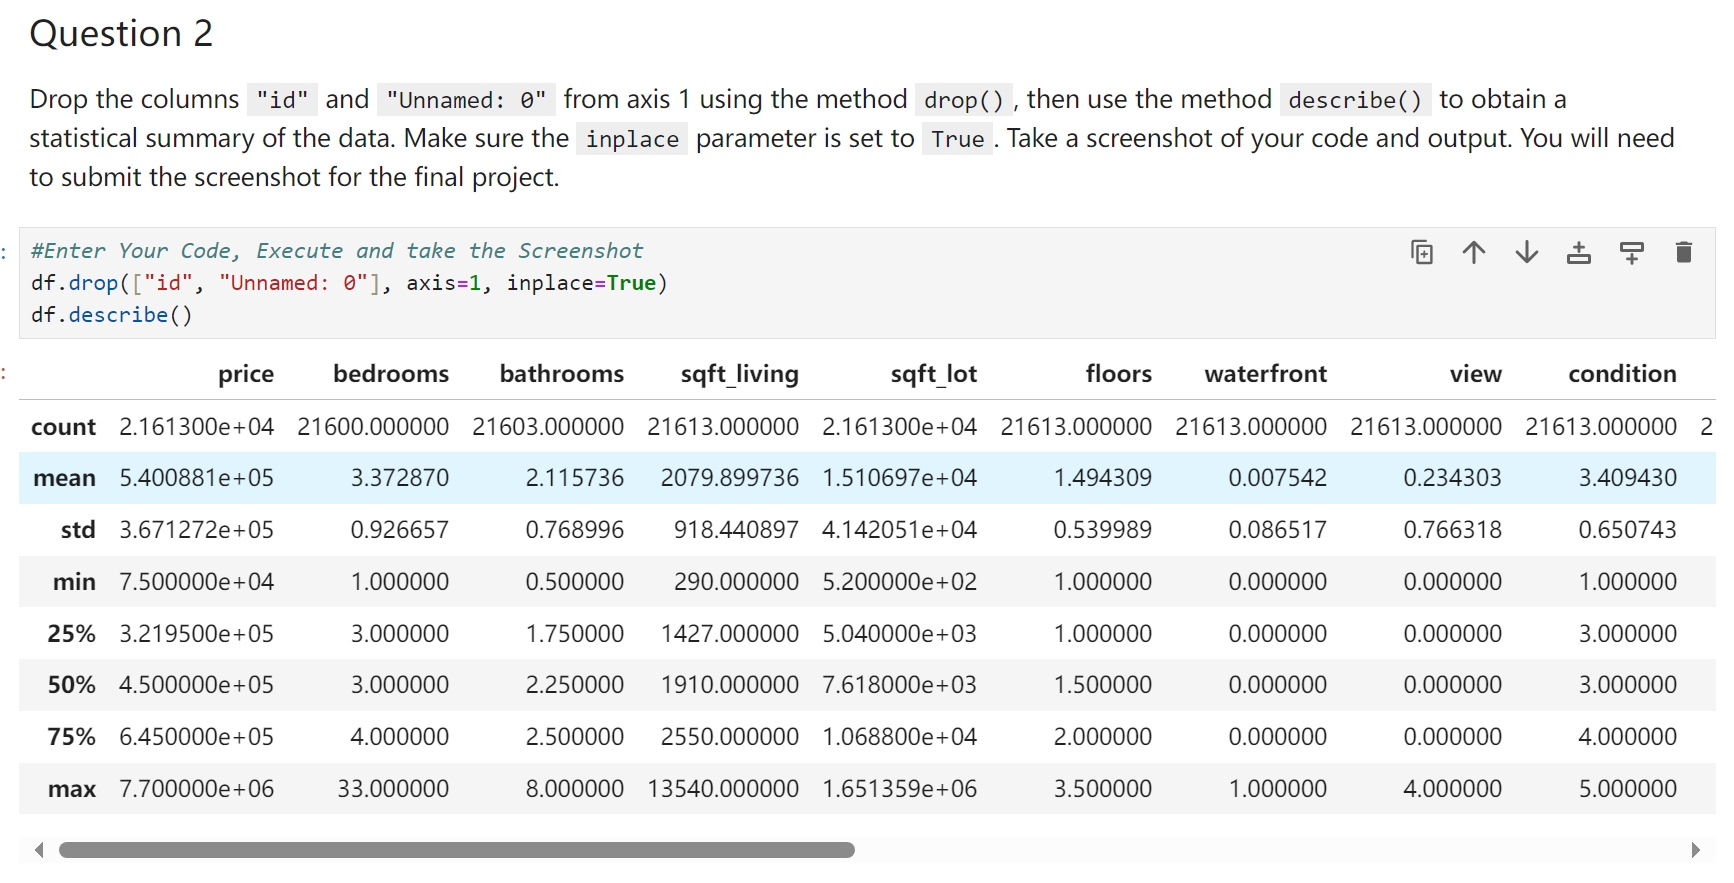 Question 2
Drop the columns "id" and "Unnamed: 0" from axis 1 using the method drop(), then use the method describe() to obtain a
statistical summary of the data. Make sure the inplace parameter is set to True. Take a screenshot of your code and output. You will need
to submit the screenshot for the final project.
:
#Enter Your Code, Execute and take the Screenshot
df.drop(["id", "Unnamed: 0"], axis=1, inplace=True)
df.describe()
:
price bedrooms bathrooms sqft_living sqft_lot floors waterfront view condition
count 2.161300e+04 21600.000000 21603.000000 21613.000000 2.161300e+04 21613.000000 21613.000000 21613.000000 21613.000000 2
mean 5.400881e+05 3.372870 2.115736 2079.899736 1.510697e+04 1.494309 0.007542 0.234303 3.409430
std 3.671272e+05 0.926657 0.768996 918.440897 4.142051e+04 0.539989 0.086517 0.766318 0.650743
min 7.500000e+04 1.000000 0.500000 290.000000 5.200000e+02 1.000000 0.000000 0.000000 1.000000
25% 3.219500e+05 3.000000 1.750000 1427.000000 5.040000e+03 1.000000 0.000000 0.000000 3.000000
50% 4.500000e+05 3.000000 2.250000 1910.000000 7.618000e+03 1.500000 0.000000 0.000000 3.000000
75% 6.450000e+05 4.000000 2.500000 2550.000000 1.068800e+04 2.000000 0.000000 0.000000 4.000000
max 7.700000e+06 33.000000 8.000000 13540.000000 1.651359e+06 3.500000 1.000000 4.000000 5.000000